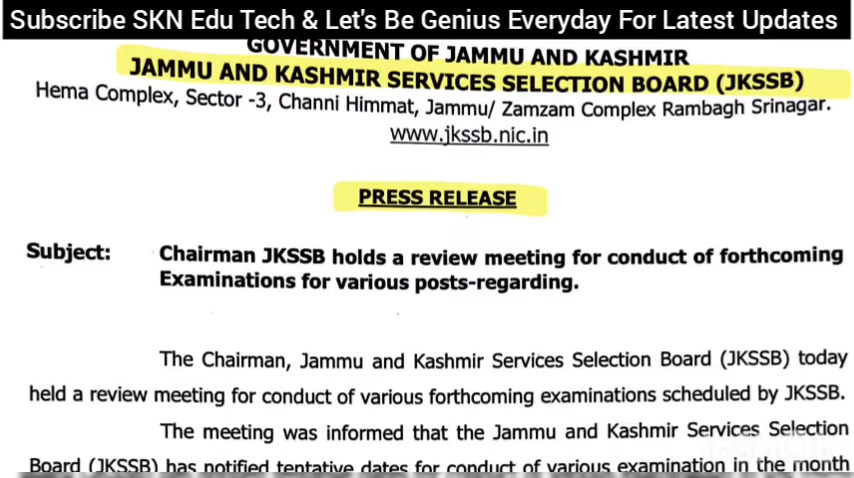 Subscribe SKN Edu Tech & Let's Be Genius Everyday For Latest Updates
GOVERNMENT OF JAMMU AND KASHMIR
JAMMU AND KASHMIR SERVICES SELECTION BOARD (JKSSB)
Hema Complex, Sector -3, Channi Himmat, Jammu/ Zamzam Complex Rambagh Srinagar.
www.jkssb.nic.in
PRESS RELEASE
Subject: Chairman JKSSB holds a review meeting for conduct of forthcoming
Examinations for various posts-regarding.
The Chairman, Jammu and Kashmir Services Selection Board (JKSSB) today
held a review meeting for conduct of various forthcoming examinations scheduled by JKSSB.
The meeting was informed that the Jammu and Kashmir Services Selection
Board (JKSSB) has notified tentative dates for conduct of various examination in the month